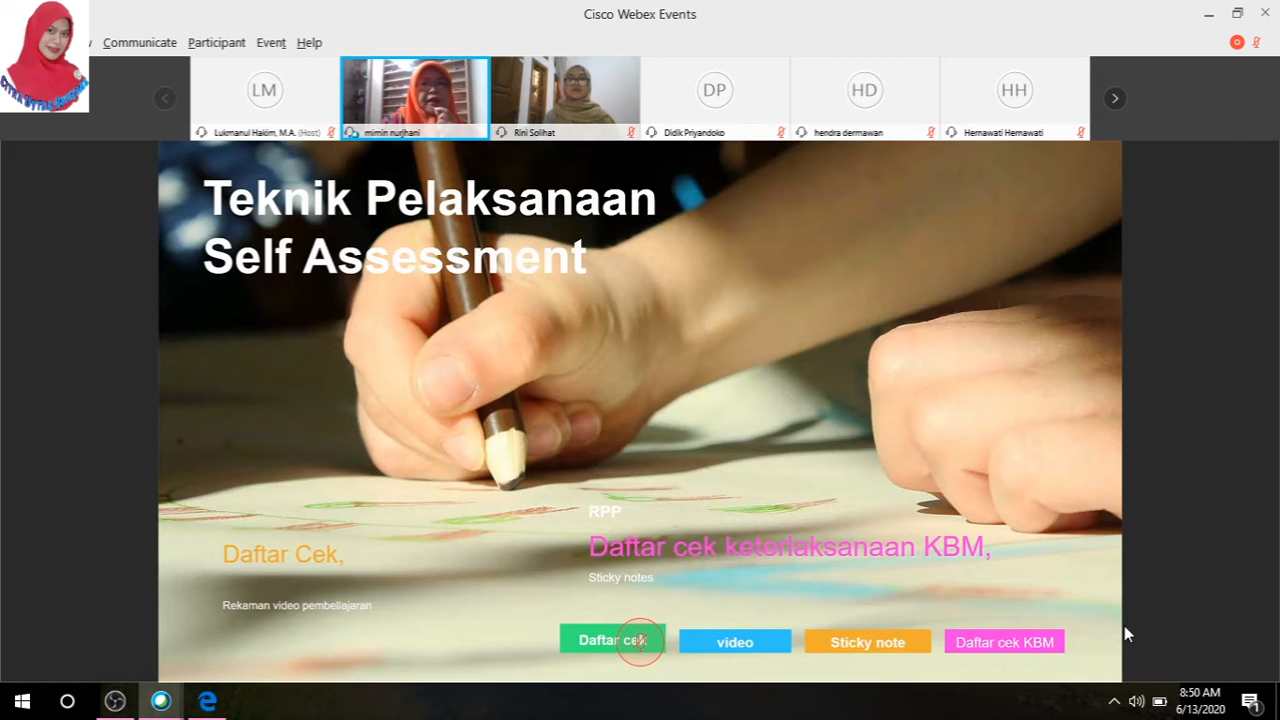 Cisco Webex Events
Communicate Participant Event Help
LM
DP
HD
HH
Lukmanul Hakim, M.A. (Host)
mimin nurjhani
Rini Solihat
Didik Priyandoko
hendra dermawan
Hernawati Hernawati
Teknik Pelaksanaan
Self Assessment
RPP
Daftar Cek,
Daftar cek keterlaksanaan KBM,
Sticky notes
Rekaman video pembellajaran
Daftar cek
video
Sticky note
Daftar cek KBM
8:50 AM
6/13/2020
1